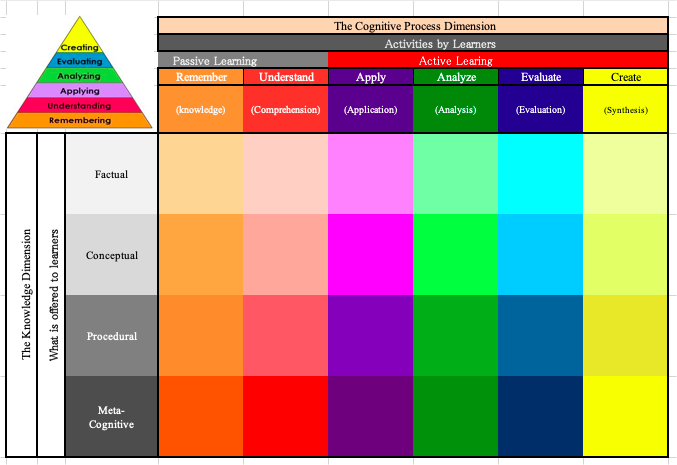 Creating
Evaluating
Analyzing
Applying
Understanding
Remembering
The Cognitive Process Dimension
Activities by Learners
Passive Learning
Active Learing
Remember
Understand
Apply
Analyze
Evaluate
Create
(knowledge)
(Comprehension)
(Application)
(Analysis)
(Evaluation)
(Synthesis)
The Knowledge Dimension
What is offered to learners
Factual
Conceptual
Procedural
Meta-
Cognitive